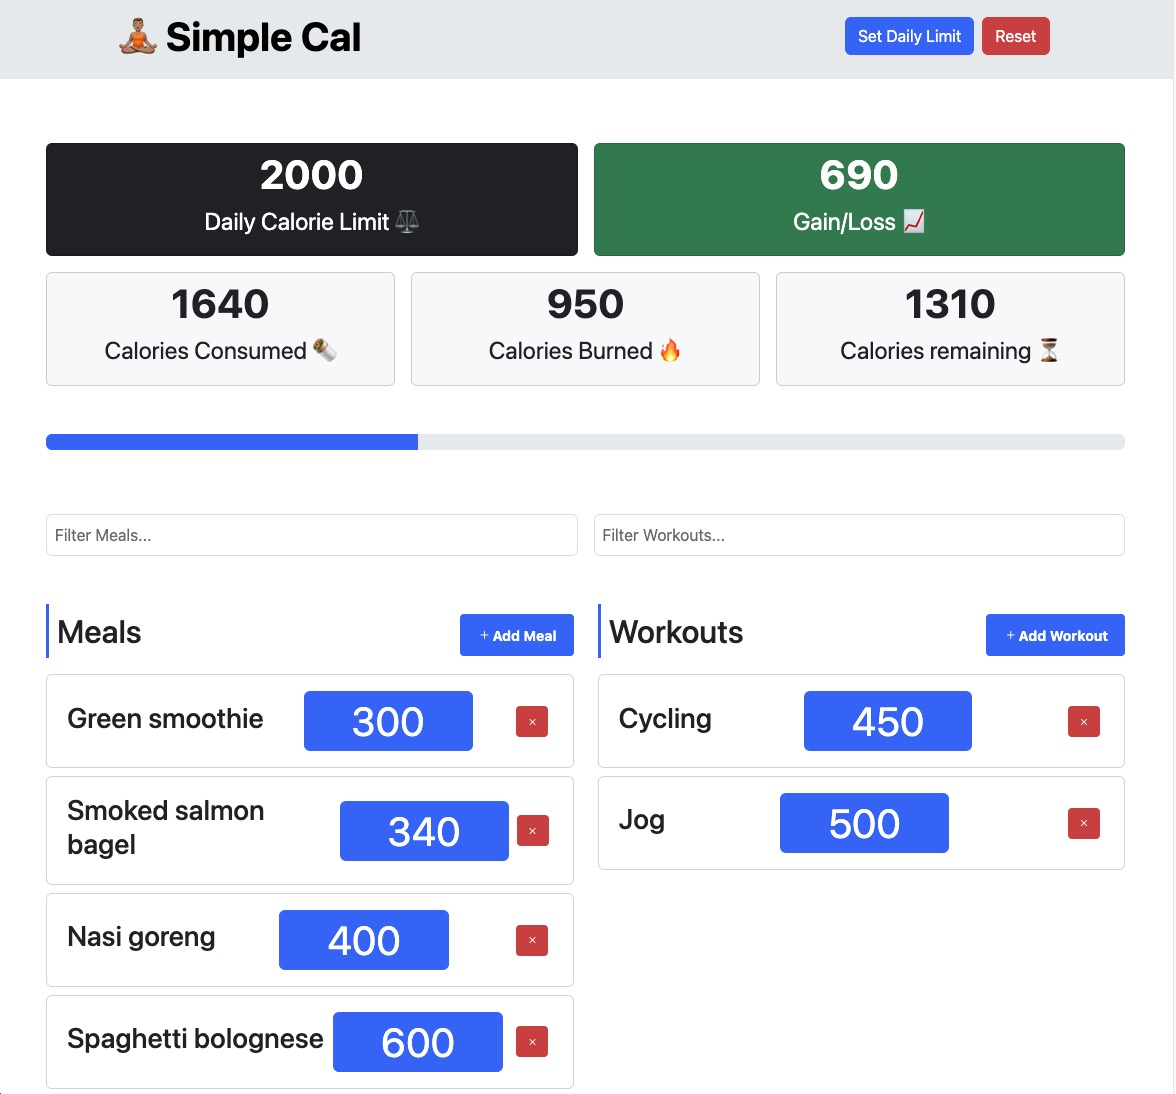 Simple Cal
Set Daily Limit
Reset
2000
Daily Calorie Limit
690
Gain/Loss
1640
Calories Consumed
950
Calories Burned
1310
Calories remaining
Filter Meals...
Filter Workouts...
Meals
+ Add Meal
Workouts
+ Add Workout
Green smoothie
300
×
Smoked salmon
bagel
340
×
Nasi goreng
400
×
Spaghetti bolognese
600
×
Cycling
450
×
Jog
500
×